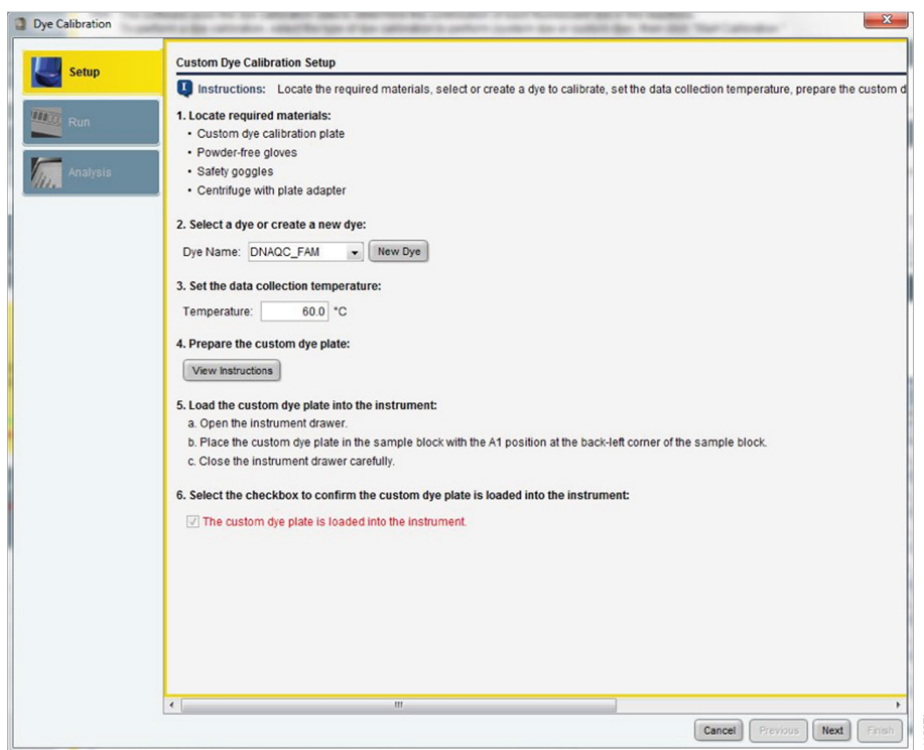 Dye Calibration
Setup
Run
Analysis
Custom Dye Calibration Setup
Instructions: Locate the required materials, select or create a dye to calibrate, set the data collection temperature, prepare the custom d
1. Locate required materials:
• Custom dye calibration plate
• Powder-free gloves
• Safety goggles
• Centrifuge with plate adapter
2. Select a dye or create a new dye:
Dye Name: DNAQC_FAM New Dye
3. Set the data collection temperature:
Temperature: 60.0 °C
4. Prepare the custom dye plate:
View Instructions
5. Load the custom dye plate into the instrument:
a. Open the instrument drawer.
b. Place the custom dye plate in the sample block with the A1 position at the back-left corner of the sample block.
c. Close the instrument drawer carefully.
6. Select the checkbox to confirm the custom dye plate is loaded into the instrument:
The custom dye plate is loaded into the instrument.
Cancel Previous Next Finish